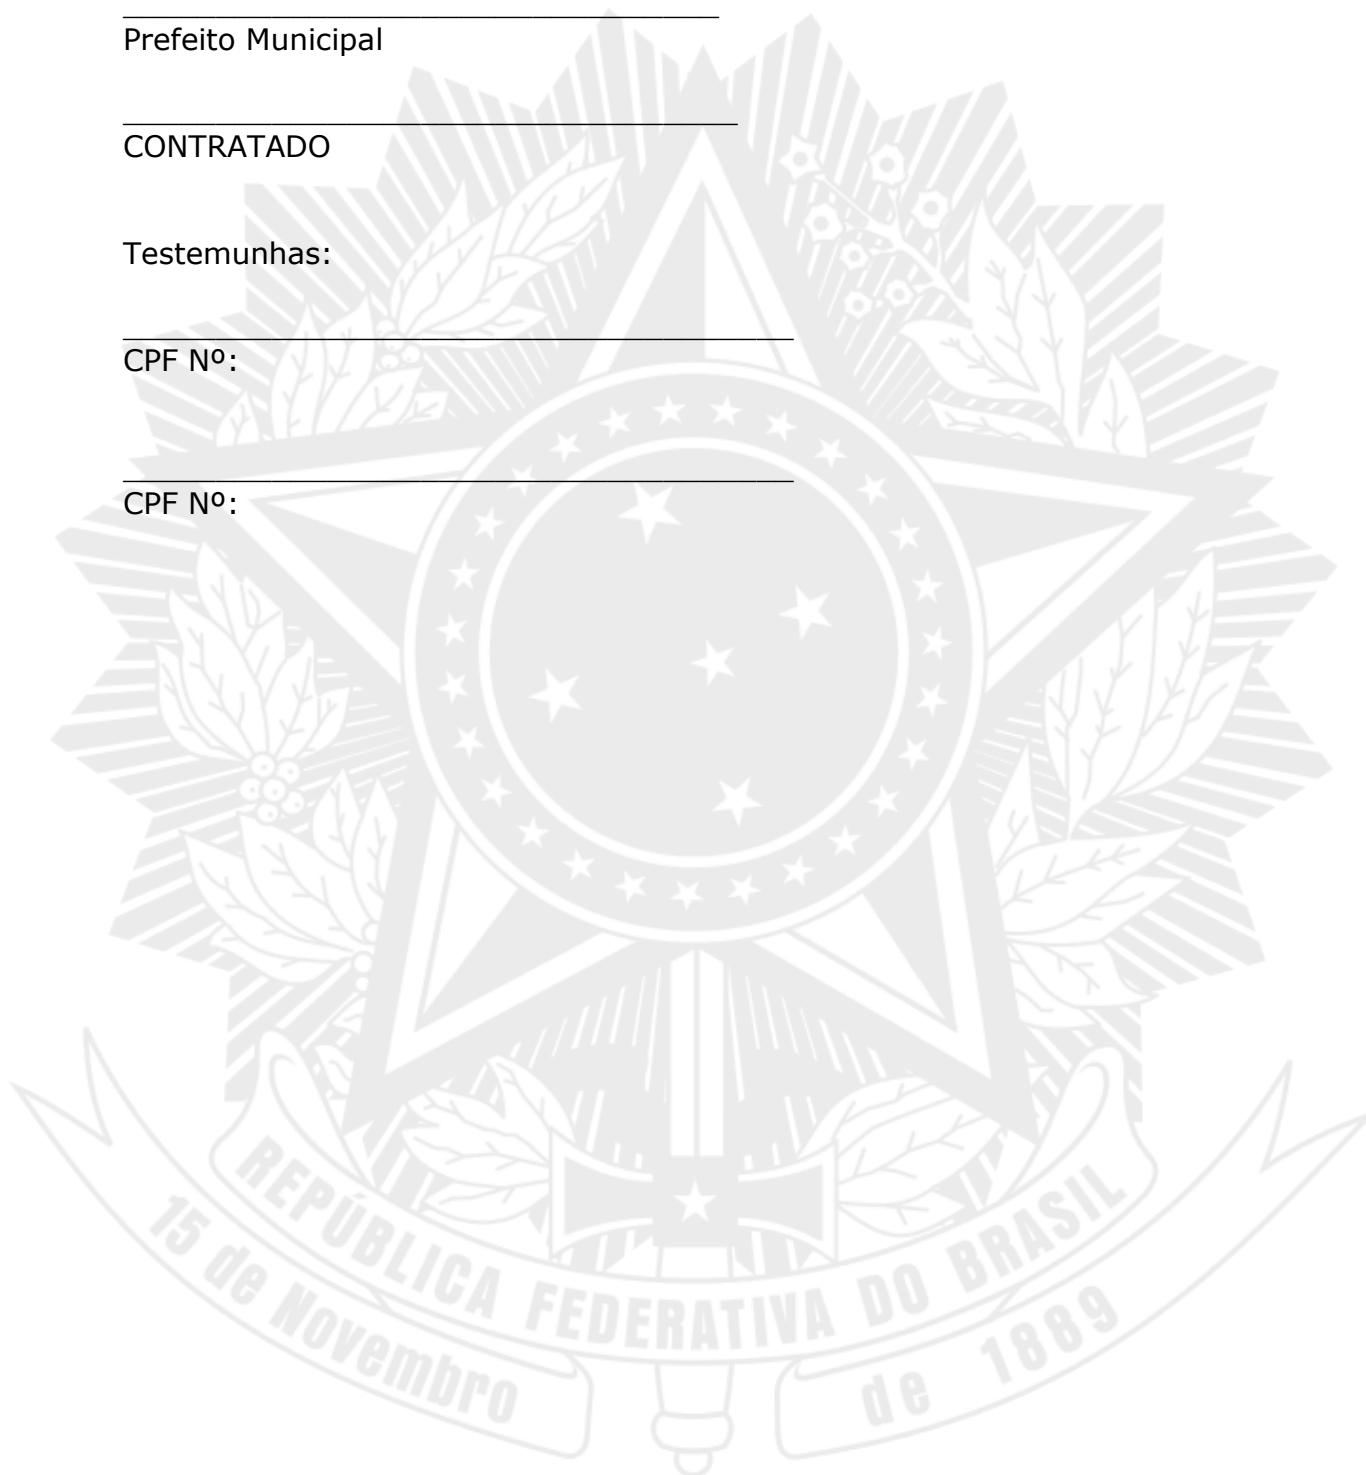 Prefeito Municipal
CONTRATADO
Testemunhas:
CPF Nº:
CPF Nº:
REPÚBLICA FEDERATIVA DO BRASIL
15 de Novembro de 1889